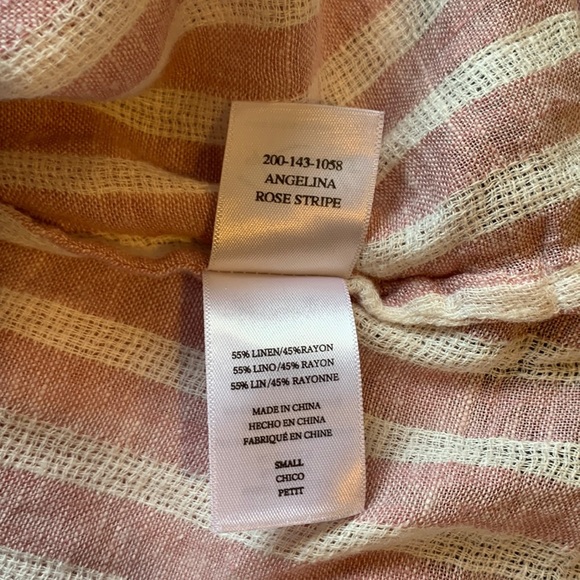 200-143-1058
ANGELINA
ROSE STRIPE
55% LINEN/45%RAYON
55% LINO/45% RAYON
55% LIN/45% RAYONNE
MADE IN CHINA
HECHO EN CHINA
FABRIQUÉ EN CHINE
SMALL
CHICO
PETIT